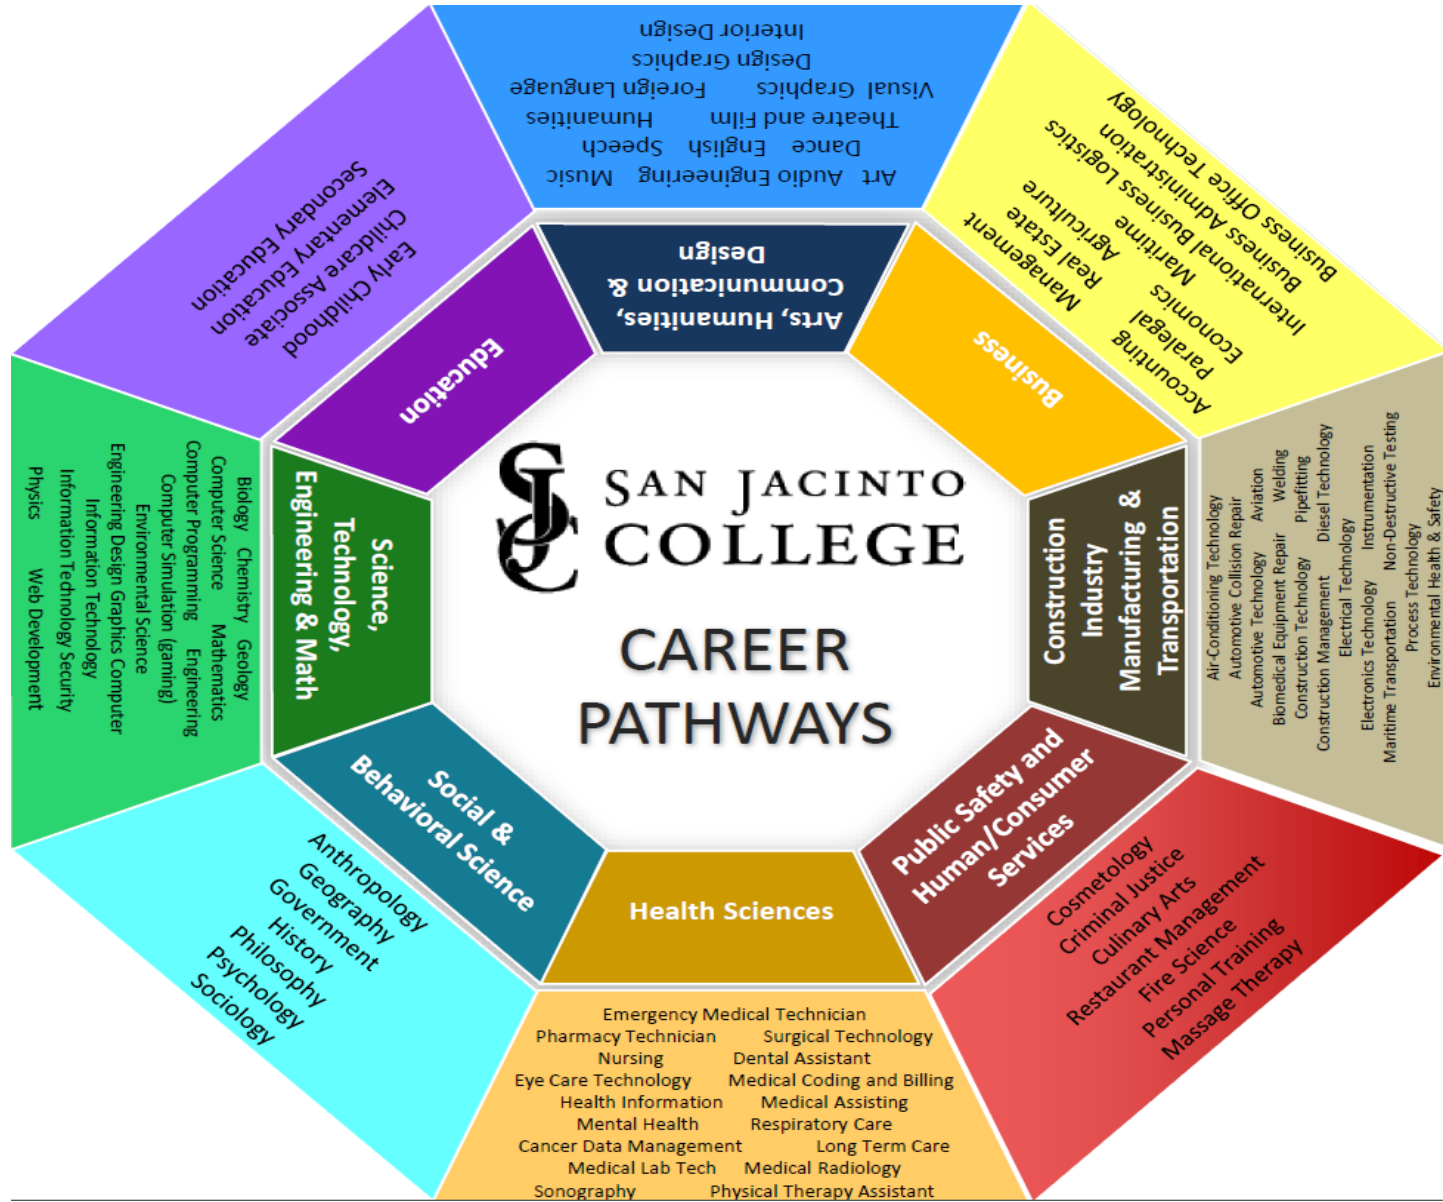 SAN JACINTO
COLLEGE
CAREER
PATHWAYS
Arts, Humanities,
Communication &
Design
Art Audio Engineering Music
Dance English Speech
Theatre and Film Humanities
Visual Graphics Foreign Language
Design Graphics
Interior Design
Business
Accounting Management
Paralegal Real Estate
Economics Agriculture
Maritime
International Business Logistics
Business Administration
Business Office Technology
Construction
Industry
Manufacturing &
Transportation
Air-Conditioning Technology
Automotive Collision Repair
Automotive Technology Aviation
Biomedical Equipment Repair Welding
Construction Technology Pipefitting
Construction Management Diesel Technology
Electrical Technology
Electronics Technology Instrumentation
Maritime Transportation Non-Destructive Testing
Process Technology
Environmental Health & Safety
Public Safety and
Human/Consumer
Services
Cosmetology
Criminal Justice
Culinary Arts
Restaurant Management
Fire Science
Personal Training
Massage Therapy
Health Sciences
Emergency Medical Technician
Pharmacy Technician Surgical Technology
Nursing Dental Assistant
Eye Care Technology Medical Coding and Billing
Health Information Medical Assisting
Mental Health Respiratory Care
Cancer Data Management Long Term Care
Medical Lab Tech Medical Radiology
Sonography Physical Therapy Assistant
Social &
Behavioral Science
Anthropology
Geography
Government
History
Philosophy
Psychology
Sociology
Science,
Technology,
Engineering & Math
Biology Chemistry Geology
Computer Science Mathematics
Computer Programming Engineering
Computer Simulation (gaming)
Environmental Science
Engineering Design Graphics Computer
Information Technology
Information Technology Security
Physics Web Development
Education
Early Childhood
Childcare Associate
Elementary Education
Secondary Education